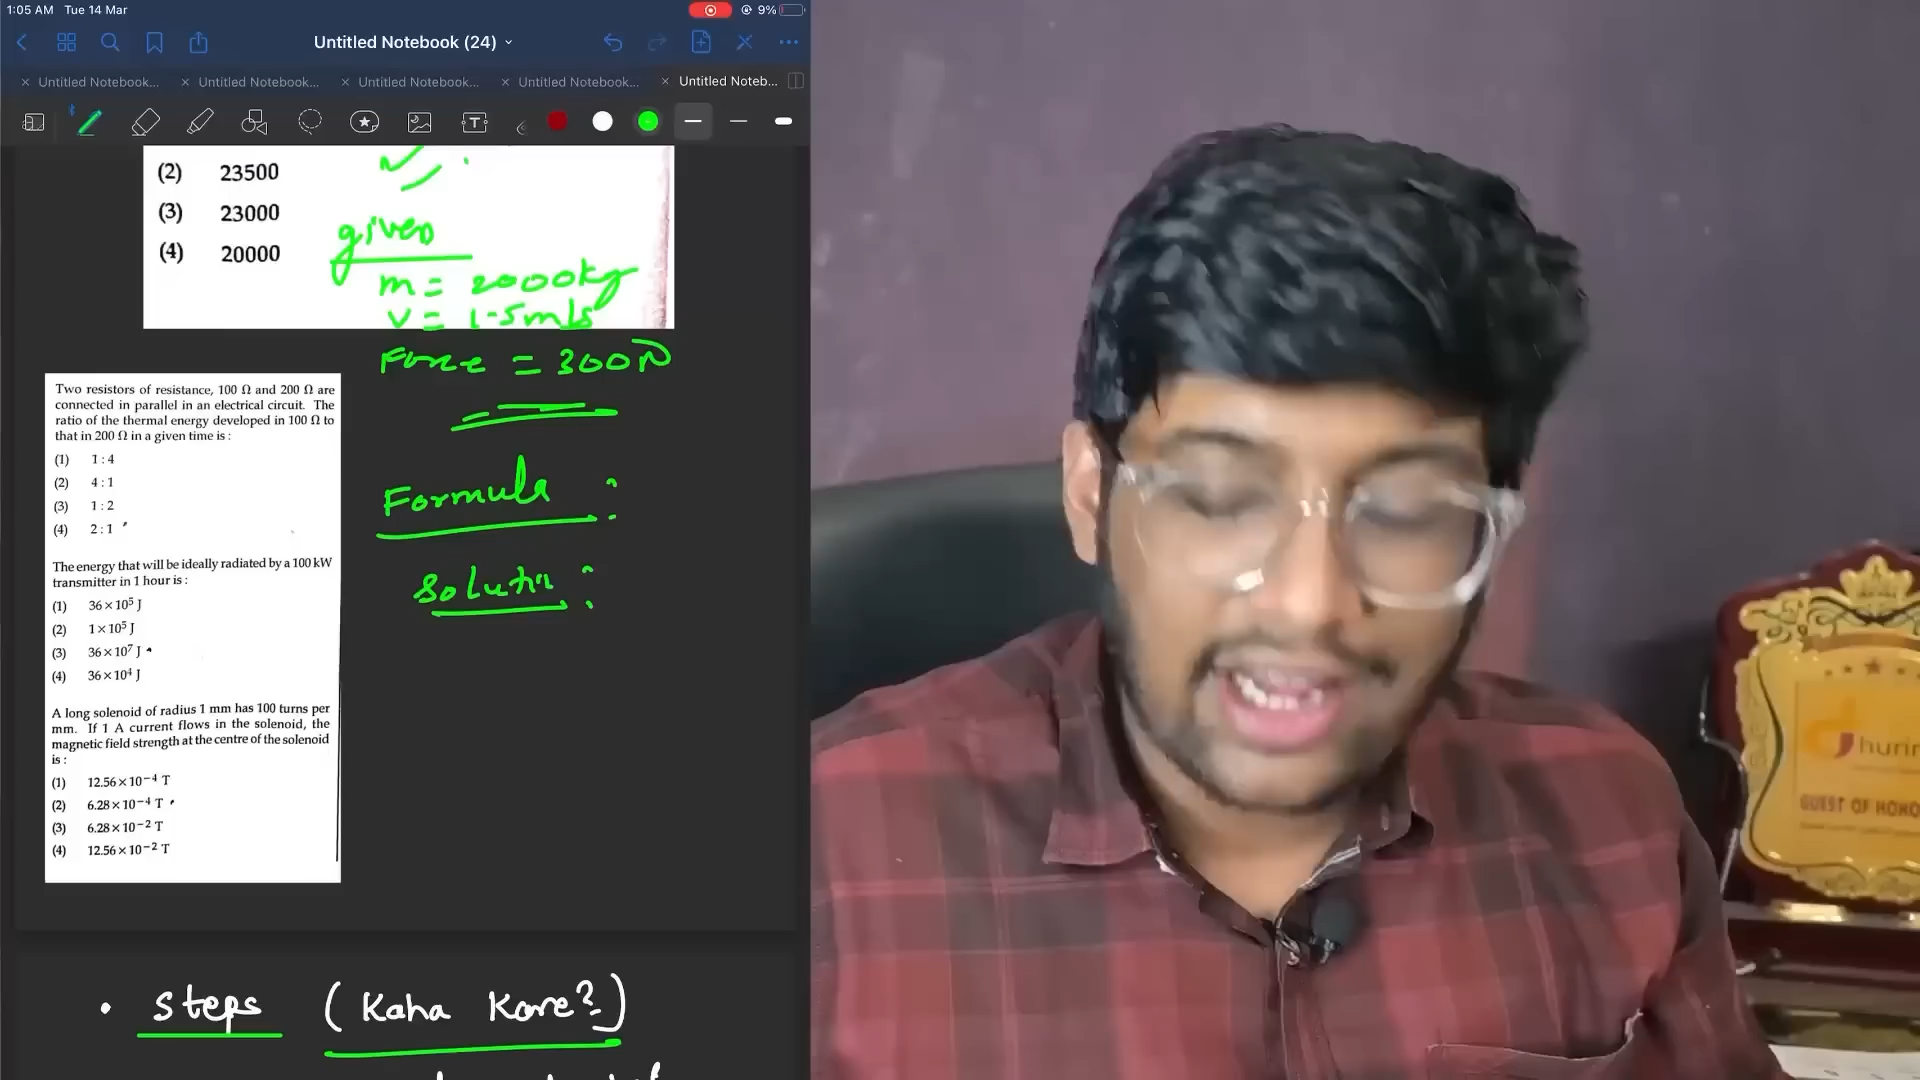 1:05 AM Tue 14 Mar
9%
Untitled Notebook (24)
Untitled Notebook...
Untitled Notebook...
Untitled Notebook...
Untitled Notebook...
Untitled Noteb...
(2) 23500
(3) 23000
(4) 20000
given
m = 2000kg
v = 1.5m/s
Force = 300N
Formula :
Solutin :
Two resistors of resistance, 100 Ω and 200 Ω are
connected in parallel in an electrical circuit. The
ratio of the thermal energy developed in 100 Ω to
that in 200 Ω in a given time is :
(1) 1 : 4
(2) 4 : 1
(3) 1 : 2
(4) 2 : 1
The energy that will be ideally radiated by a 100 kW
transmitter in 1 hour is :
(1) 36 × 10⁵ J
(2) 1 × 10⁵ J
(3) 36 × 10⁷ J
(4) 36 × 10⁴ J
A long solenoid of radius 1 mm has 100 turns per
mm. If 1 A current flows in the solenoid, the
magnetic field strength at the centre of the solenoid
is :
(1) 12.56 × 10⁻⁴ T
(2) 6.28 × 10⁻⁴ T
(3) 6.28 × 10⁻² T
(4) 12.56 × 10⁻² T
• Steps (Kaha Kare?)
GUEST OF HONO